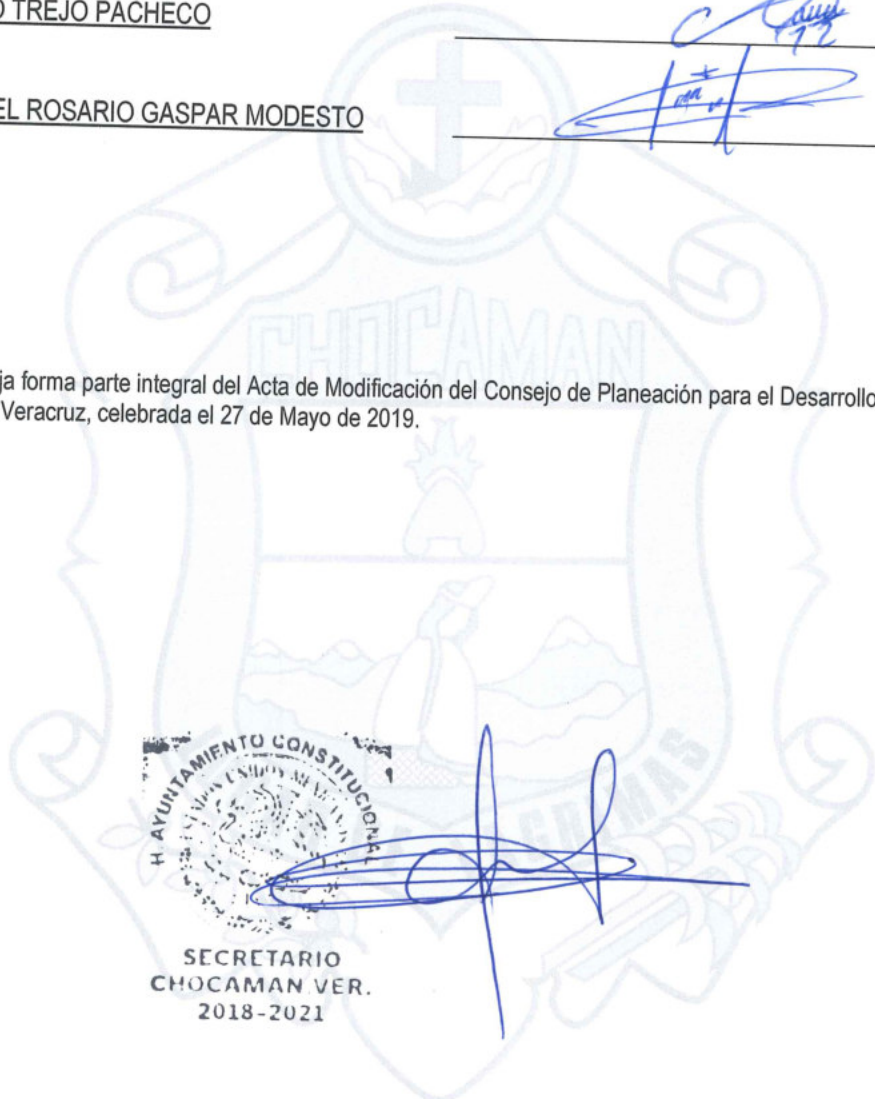 O TREJO PACHECO
EL ROSARIO GASPAR MODESTO
CHOCAMAN
ja forma parte integral del Acta de Modificación del Consejo de Planeación para el Desarrollo
Veracruz, celebrada el 27 de Mayo de 2019.
H. AYUNTAMIENTO CONSTITUCIONAL
SECRETARIO
CHOCAMAN VER.
2018-2021